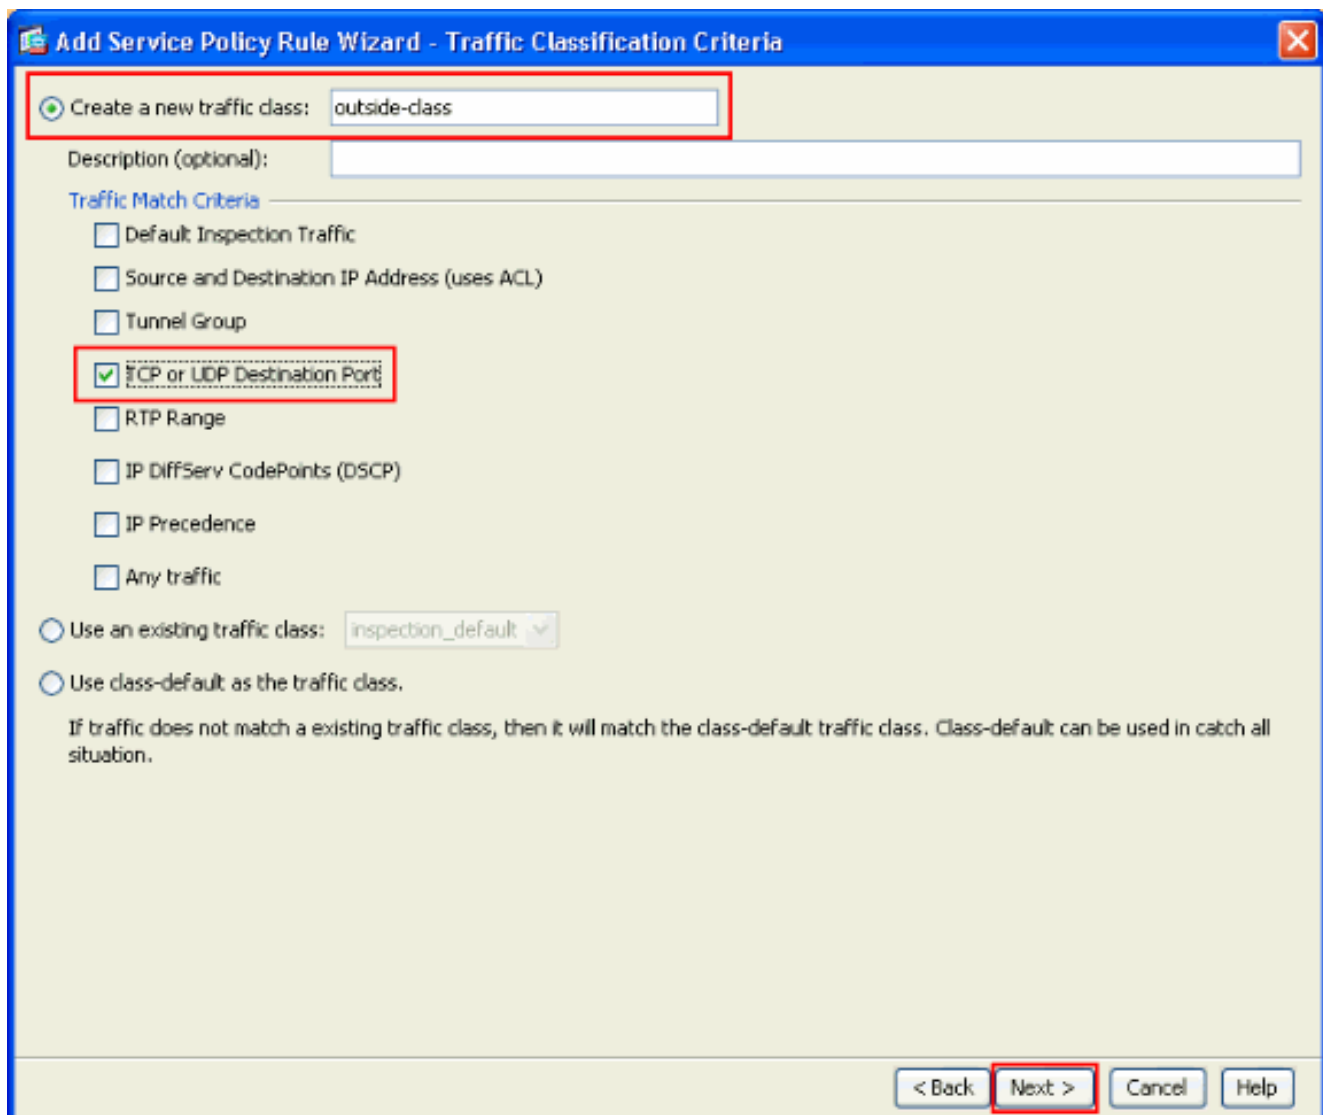 Add Service Policy Rule Wizard - Traffic Classification Criteria
Create a new traffic class: outside-class
Description (optional):
Traffic Match Criteria
Default Inspection Traffic
Source and Destination IP Address (uses ACL)
Tunnel Group
TCP or UDP Destination Port
RTP Range
IP DiffServ CodePoints (DSCP)
IP Precedence
Any traffic
Use an existing traffic class: inspection_default
Use class-default as the traffic class.
If traffic does not match a existing traffic class, then it will match the class-default traffic class. Class-default can be used in catch all
situation.
< Back Next > Cancel Help